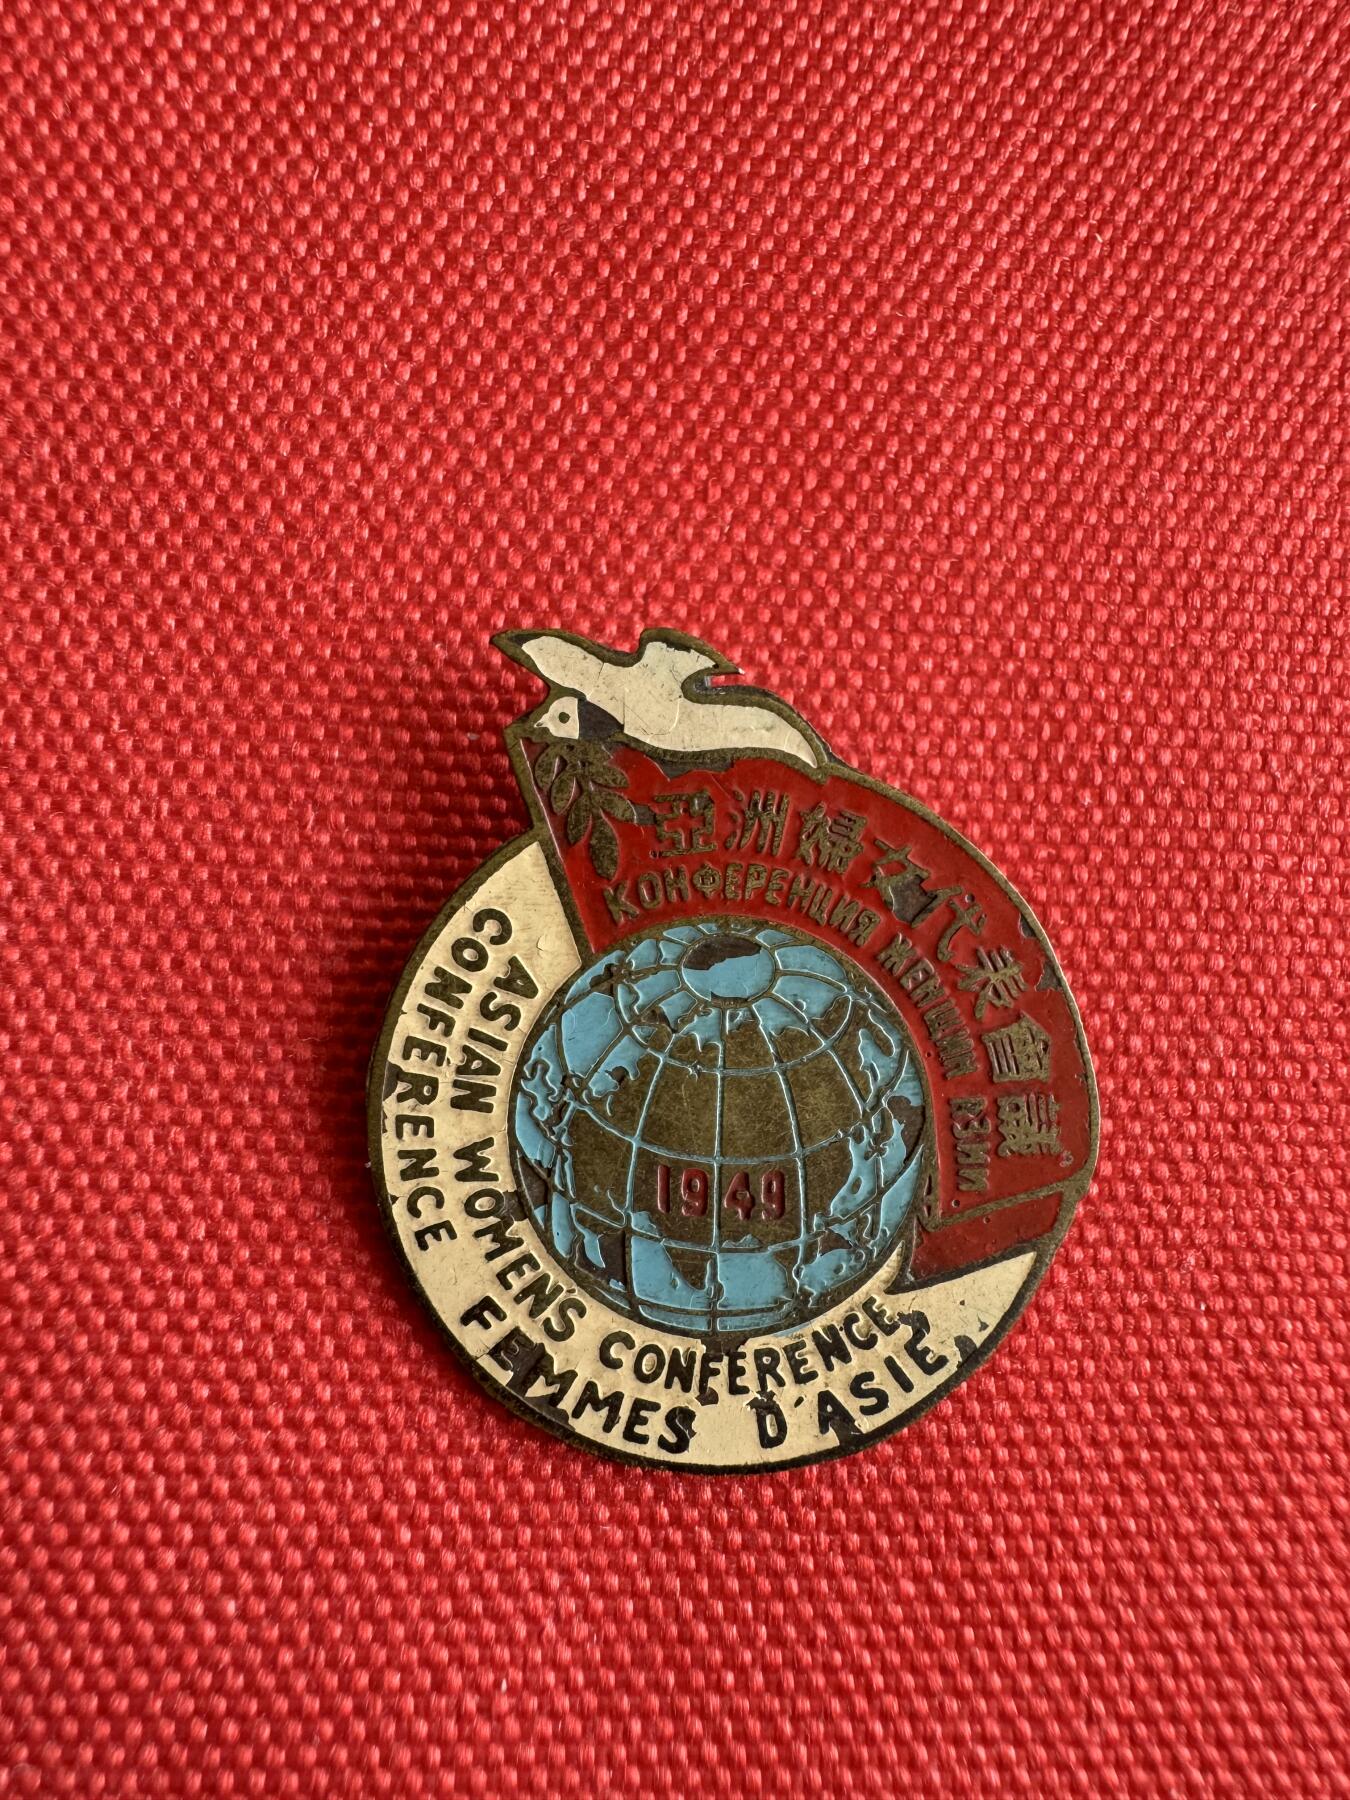 亞洲婦女代表會議
КОНФЕРЕНЦИЯ ЖЕНЩИН АЗИИ
1949
ASIAN WOMEN'S CONFERENCE
CONFERENCE FEMMES D'ASIE